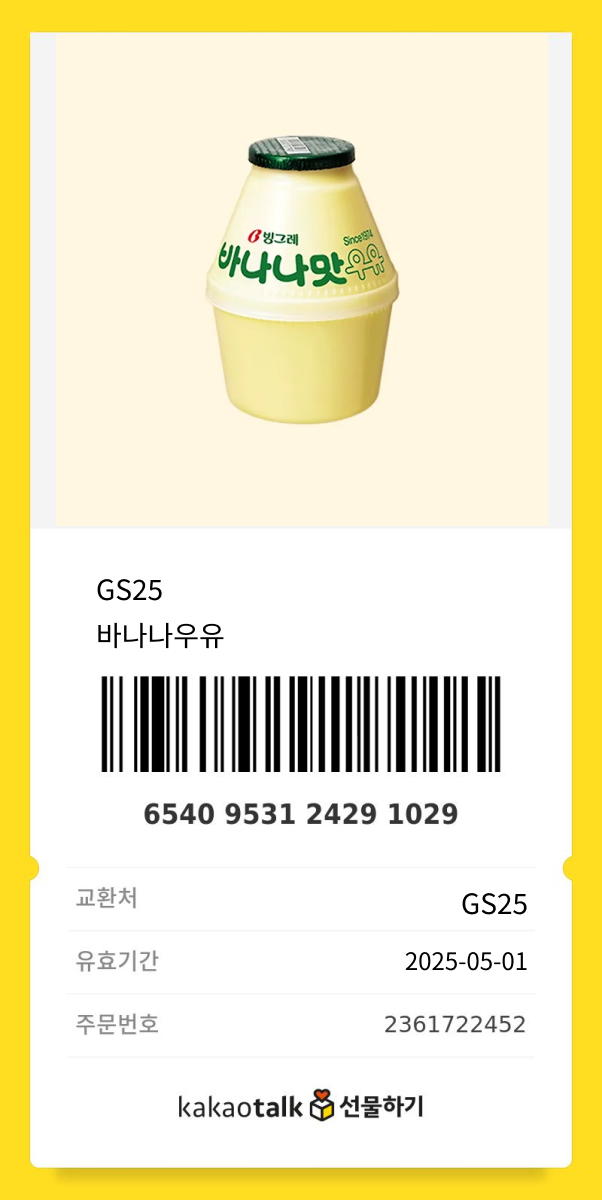 빙그레
Since 1974
바나나맛우유
GS25
바나나우유
6540 9531 2429 1029
교환처 GS25
유효기간 2025-05-01
주문번호 2361722452
kakaotalk 선물하기